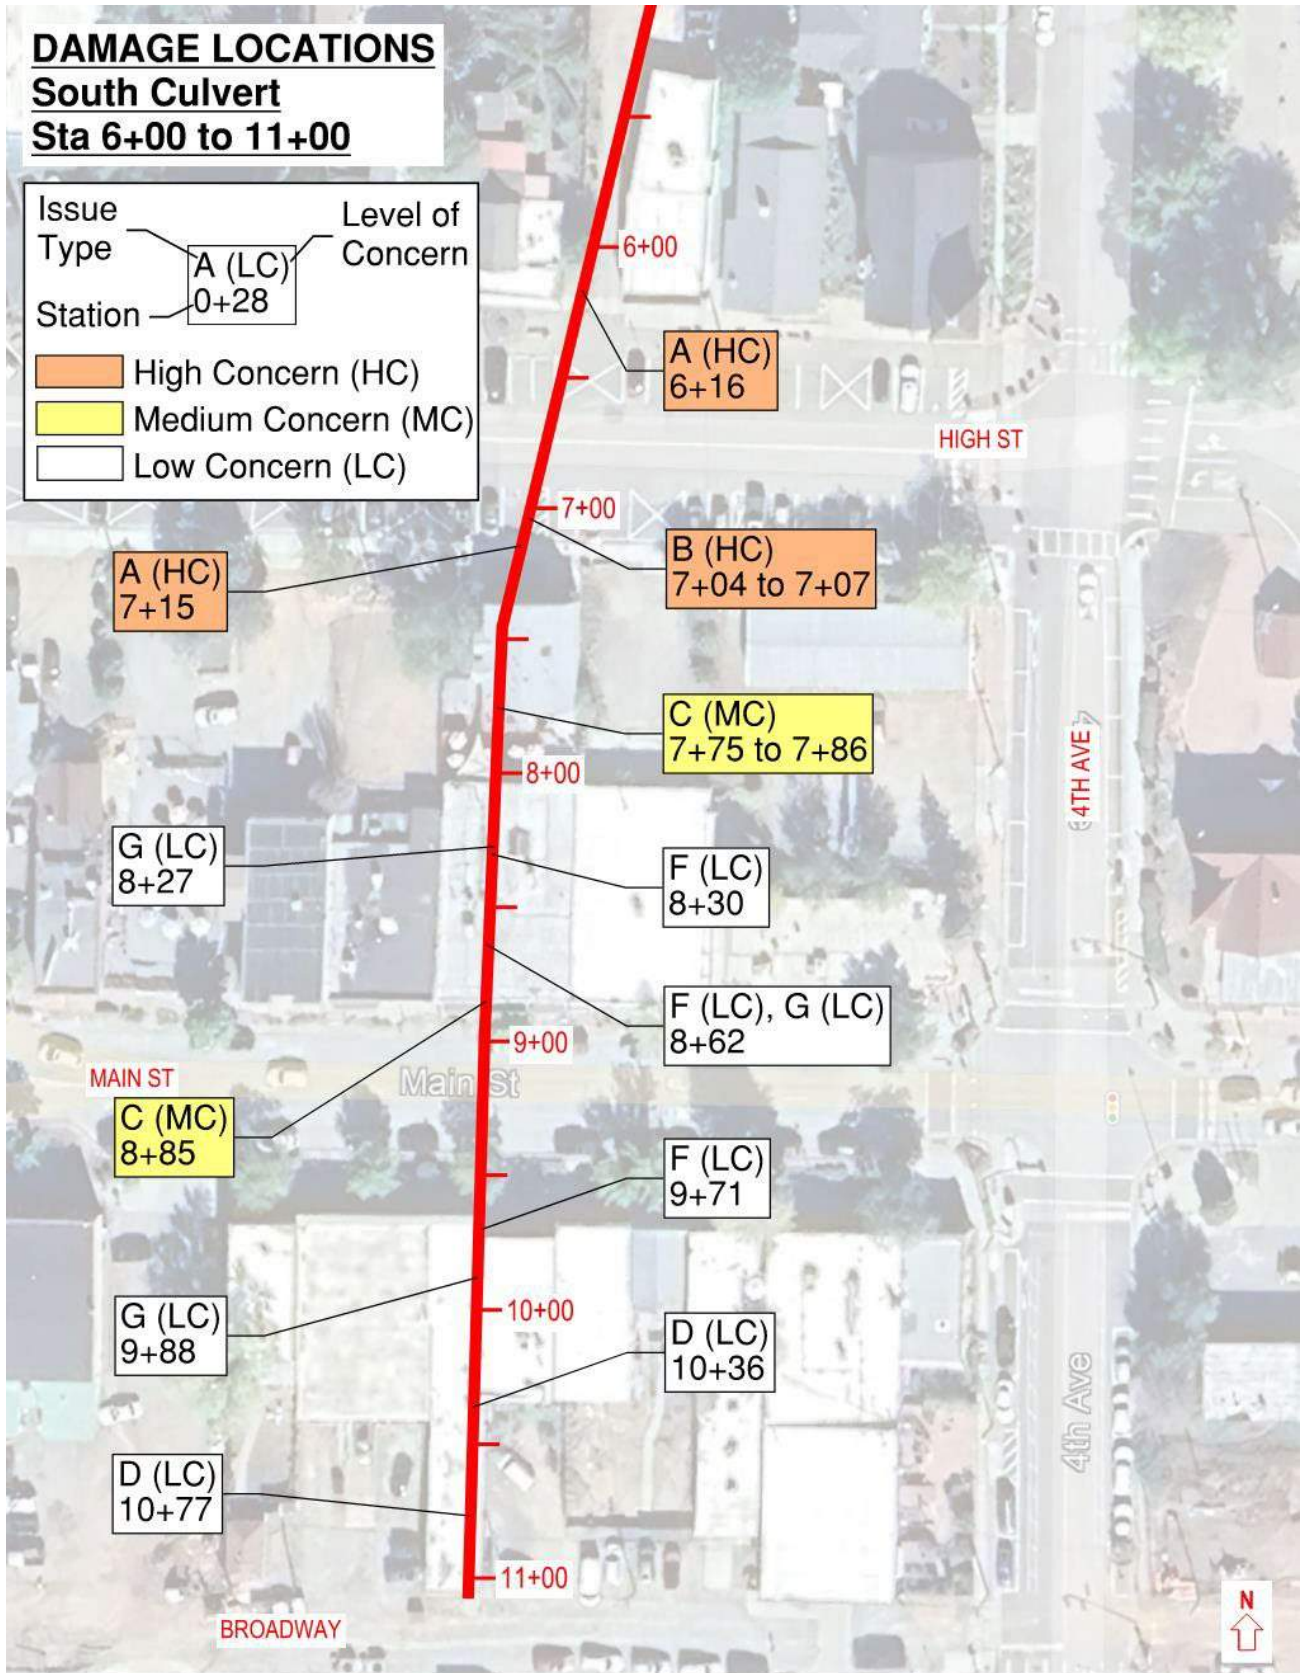 DAMAGE LOCATIONS
South Culvert
Sta 6+00 to 11+00
Issue
Type
Level of
Concern
A (LC)
0+28
Station
High Concern (HC)
Medium Concern (MC)
Low Concern (LC)
6+00
A (HC)
6+16
HIGH ST
7+00
B (HC)
7+04 to 7+07
A (HC)
7+15
C (MC)
7+75 to 7+86
4TH AVE
8+00
G (LC)
8+27
F (LC)
8+30
F (LC), G (LC)
8+62
9+00
MAIN ST
Main St
C (MC)
8+85
F (LC)
9+71
G (LC)
9+88
10+00
D (LC)
10+36
4th Ave
D (LC)
10+77
11+00
BROADWAY
N